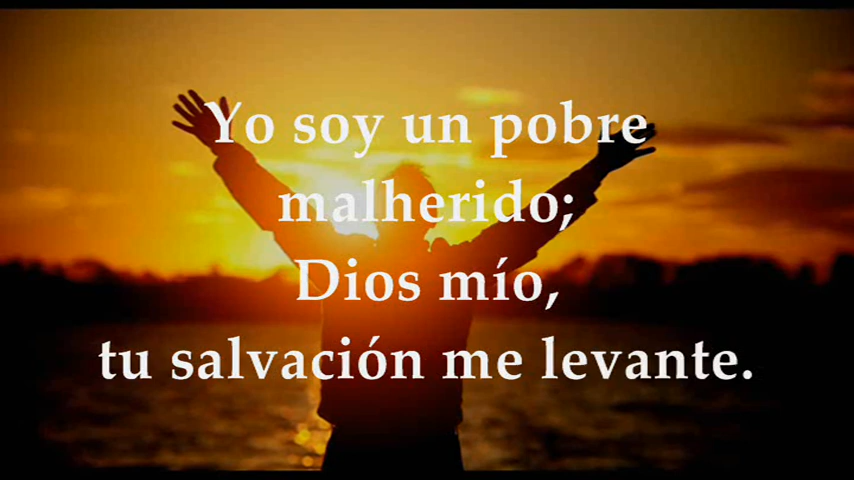 Yo soy un pobre
malherido;
Dios mío,
tu salvación me levante.